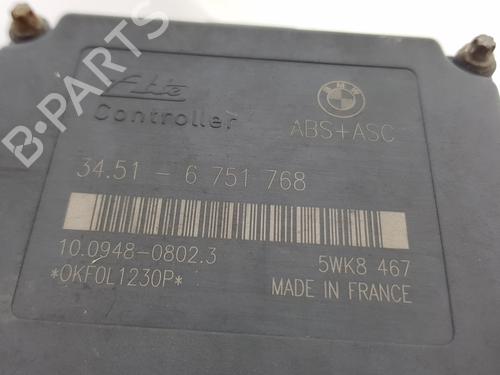 Ate
Controller
BMW
ABS+ASC
34.51 - 6 751 768
10.0948-0802.3
5WK8 467
*OKFOL1230P*
MADE IN FRANCE
B-PARTS